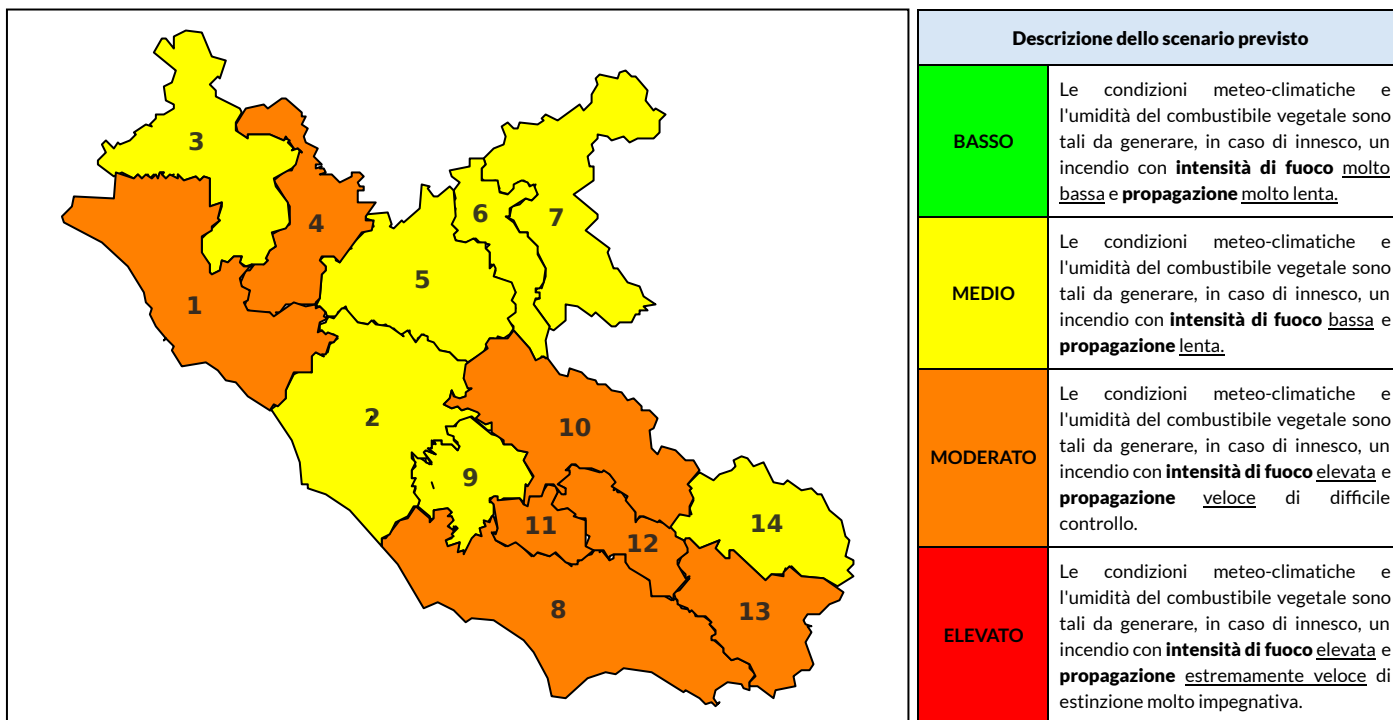 3
4
6
7
5
1
2
10
9
11
12
14
8
13
Descrizione dello scenario previsto
BASSO
Le condizioni meteo-climatiche e
l'umidità del combustibile vegetale sono
tali da generare, in caso di innesco, un
incendio con intensità di fuoco molto
bassa e propagazione molto lenta.
MEDIO
Le condizioni meteo-climatiche e
l'umidità del combustibile vegetale sono
tali da generare, in caso di innesco, un
incendio con intensità di fuoco bassa e
propagazione lenta.
MODERATO
Le condizioni meteo-climatiche e
l'umidità del combustibile vegetale sono
tali da generare, in caso di innesco, un
incendio con intensità di fuoco elevata e
propagazione veloce di difficile
controllo.
ELEVATO
Le condizioni meteo-climatiche e
l'umidità del combustibile vegetale sono
tali da generare, in caso di innesco, un
incendio con intensità di fuoco elevata e
propagazione estremamente veloce di
estinzione molto impegnativa.